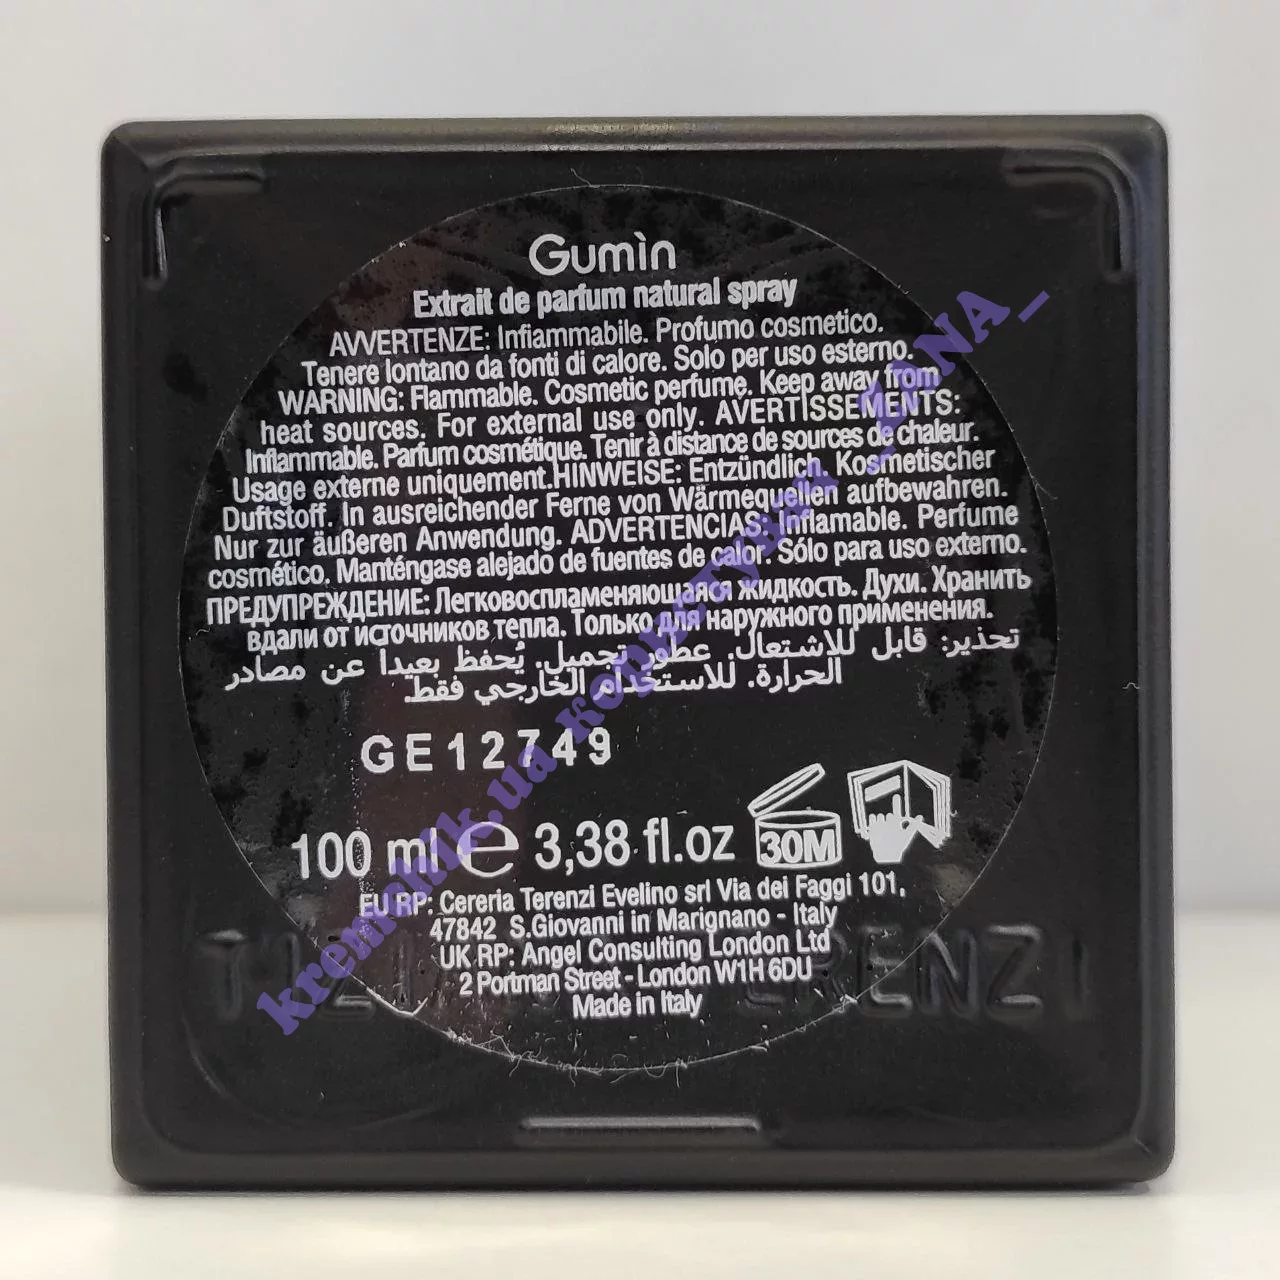 Gumìn
Extrait de parfum natural spray
AVVERTENZE: Infiammabile. Profumo cosmetico.
Tenere lontano da fonti di calore. Solo per uso esterno.
WARNING: Flammable. Cosmetic perfume. Keep away from
heat sources. For external use only. AVERTISSEMENTS:
Inflammable. Parfum cosmétique. Tenir à distance de sources de chaleur.
Usage externe uniquement.HINWEISE: Entzündlich. Kosmetischer
Duftstoff. In ausreichender Ferne von Wärmequellen aufbewahren.
Nur zur äußeren Anwendung. ADVERTENCIAS: Inflamable. Perfume
cosmético. Manténgase alejado de fuentes de calor. Sólo para uso externo.
ПРЕДУПРЕЖДЕНИЕ: Легковоспламеняющаяся жидкость. Духи. Хранить
вдали от источников тепла. Только для наружного применения.
تحذير: قابل للاشتعال. عطور تجميل. يُحفظ بعيدا عن مصادر
الحرارة. للاستخدام الخارجي فقط
GE12749
100 ml e 3,38 fl.oz 30M
EU RP: Cereria Terenzi Evelino srl Via dei Faggi 101,
47842 S.Giovanni in Marignano - Italy
UK RP: Angel Consulting London Ltd
2 Portman Street - London W1H 6DU
Made in Italy
kremchik.ua користувач _JANA_